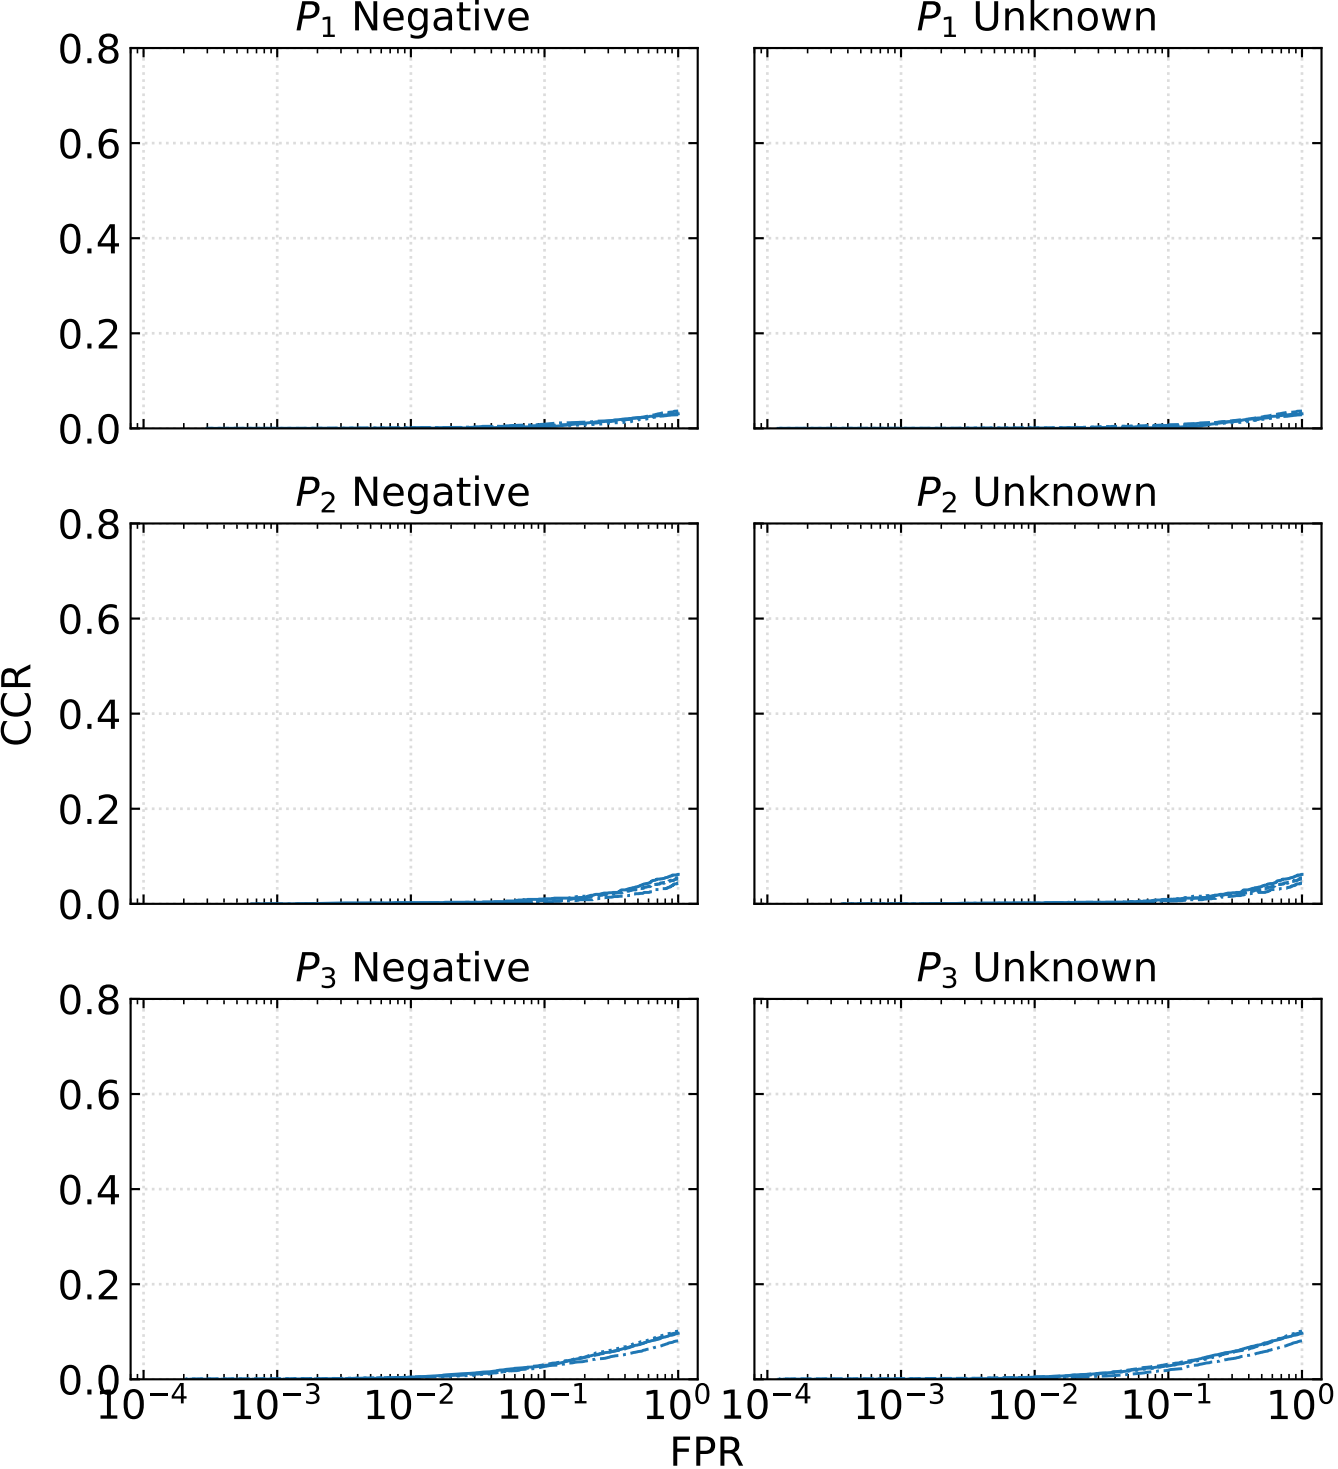 P₁ Negative
P₁ Unknown
0.8
0.6
0.4
0.2
0.0
P₂ Negative
P₂ Unknown
0.8
0.6
0.4
0.2
0.0
CCR
P₃ Negative
P₃ Unknown
0.8
0.6
0.4
0.2
0.0
10⁻⁴ 10⁻³ 10⁻² 10⁻¹ 10⁰ 10⁻⁴ 10⁻³ 10⁻² 10⁻¹ 10⁰
FPR